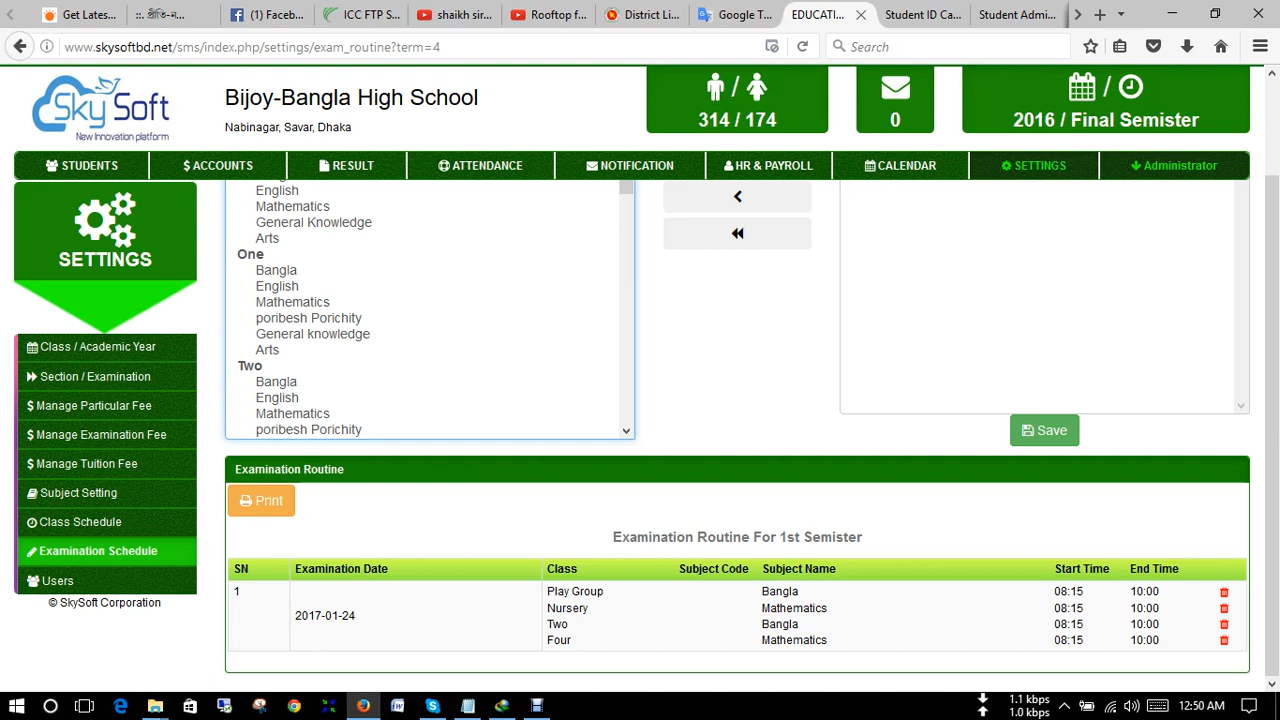 Get Lates...
:: প্রীতি-ন...
(1) Faceb...
ICC FTP S...
shaikh sir...
Rooftop f...
District Li...
Google T...
EDUCATI...
Student ID Ca...
Student Admi...
www.skysoftbd.net/sms/index.php/settings/exam_routine?term=4
Search
Sky Soft
New Innovation platform
Bijoy-Bangla High School
Nabinagar, Savar, Dhaka
/
314 / 174
0
/
2016 / Final Semister
STUDENTS
$ ACCOUNTS
RESULT
ATTENDANCE
NOTIFICATION
HR & PAYROLL
CALENDAR
SETTINGS
Administrator
SETTINGS
Class / Academic Year
Section / Examination
$ Manage Particular Fee
$ Manage Examination Fee
$ Manage Tuition Fee
Subject Setting
Class Schedule
Examination Schedule
Users
© SkySoft Corporation
English
Mathematics
General Knowledge
Arts
One
Bangla
English
Mathematics
poribesh Porichity
General knowledge
Arts
Two
Bangla
English
Mathematics
poribesh Porichity
Save
Examination Routine
Print
Examination Routine For 1st Semister
SN Examination Date Class Subject Code Subject Name Start Time End Time
1 2017-01-24 Play Group Bangla 08:15 10:00
Nursery Mathematics 08:15 10:00
Two Bangla 08:15 10:00
Four Mathematics 08:15 10:00
1.1 kbps
1.0 kbps
12:50 AM